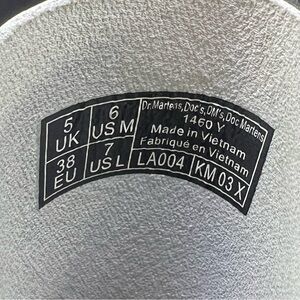 5 UK
6 US M
38 EU
7 US L
Dr. Martens, Doc's, DM's, Doc Martens
1460 Y
Made in Vietnam
Fabriqué en Vietnam
LA004
KM 03 X